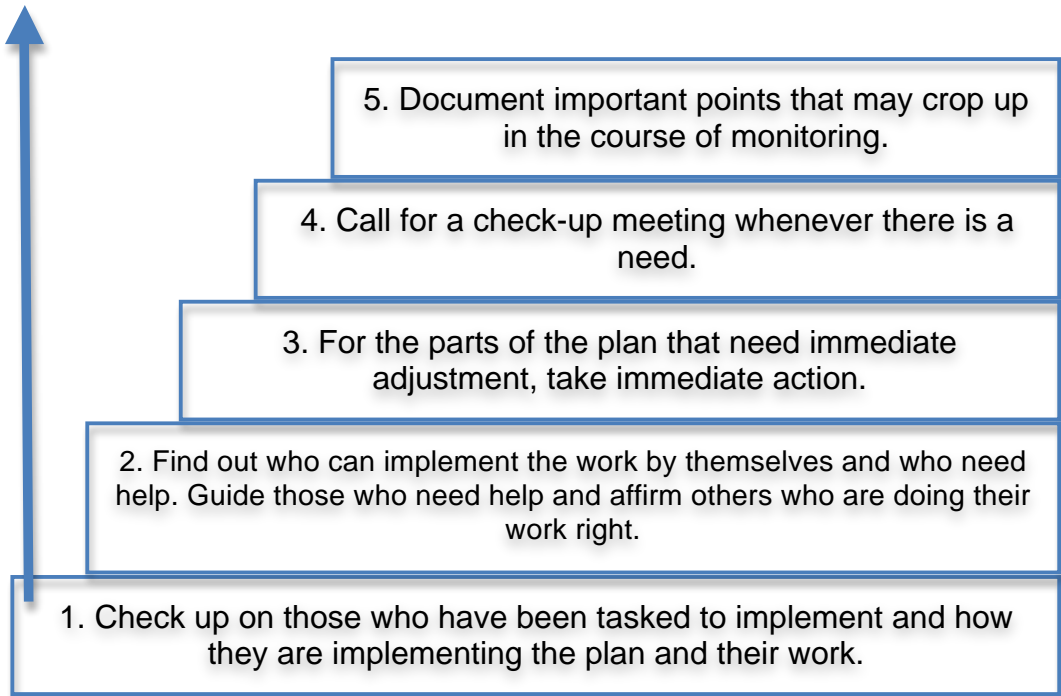 5. Document important points that may crop up
in the course of monitoring.
4. Call for a check-up meeting whenever there is a
need.
3. For the parts of the plan that need immediate
adjustment, take immediate action.
2. Find out who can implement the work by themselves and who need
help. Guide those who need help and affirm others who are doing their
work right.
1. Check up on those who have been tasked to implement and how
they are implementing the plan and their work.